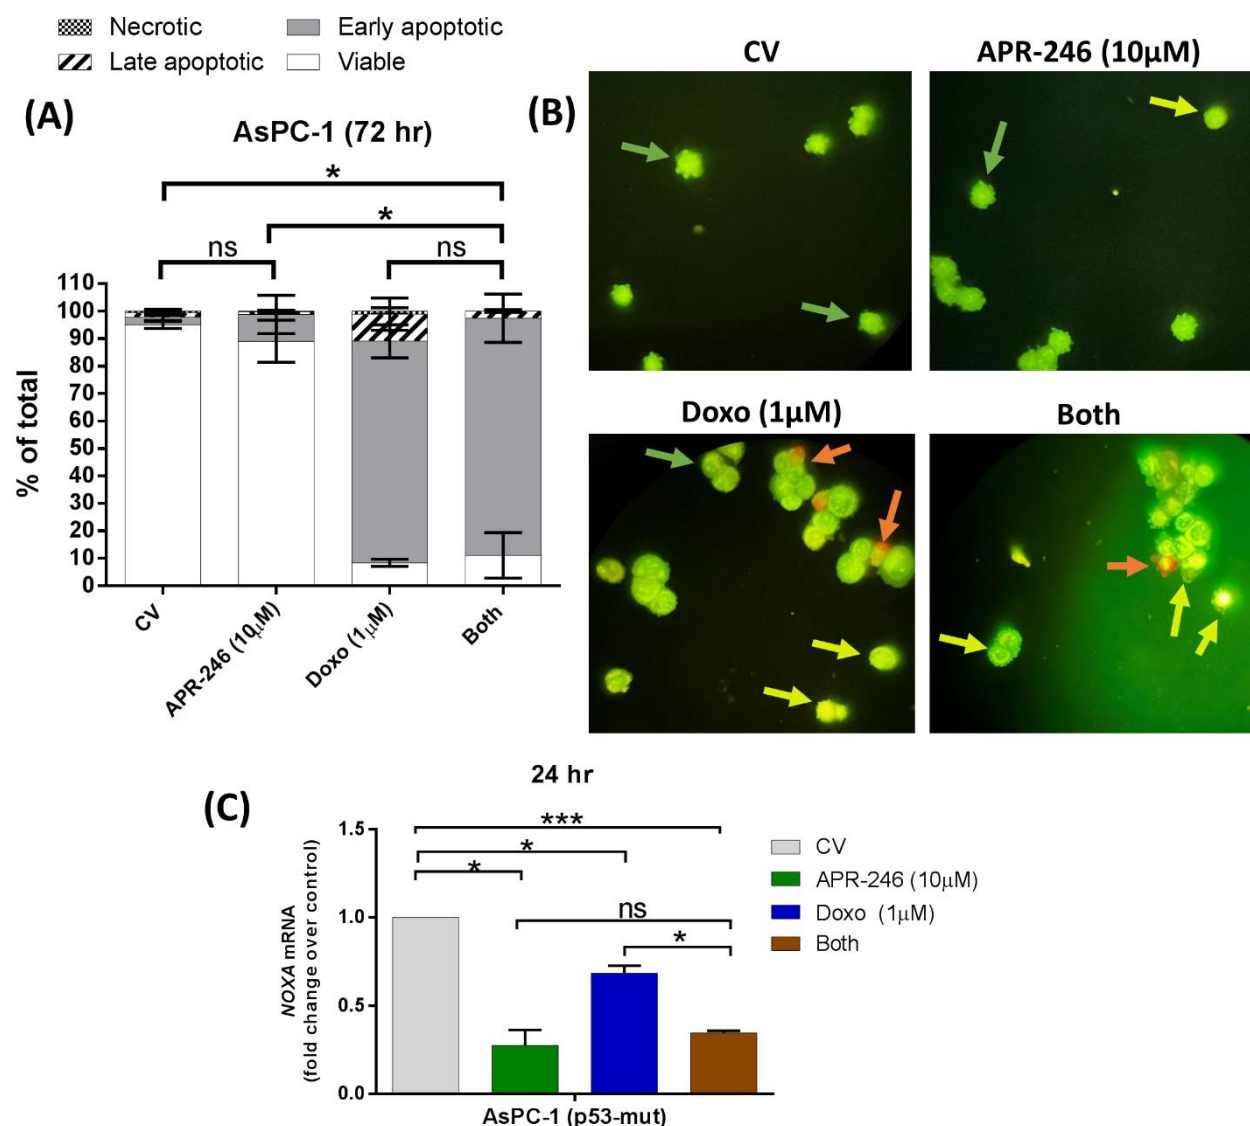 Necrotic Early apoptotic
Late apoptotic Viable
(A)
AsPC-1 (72 hr)
*
*
ns ns
110
100
90
80
70
60
50
40
30
20
10
0
% of total
CV
APR-246 (10µM)
Doxo (1µM)
Both
(B)
CV APR-246 (10µM)
Doxo (1µM) Both
(C)
24 hr
***
*
*
ns
*
1.5
1.0
0.5
0.0
NOXA mRNA
(fold change over control)
AsPC-1 (p53-mut)
CV
APR-246 (10µM)
Doxo (1µM)
Both